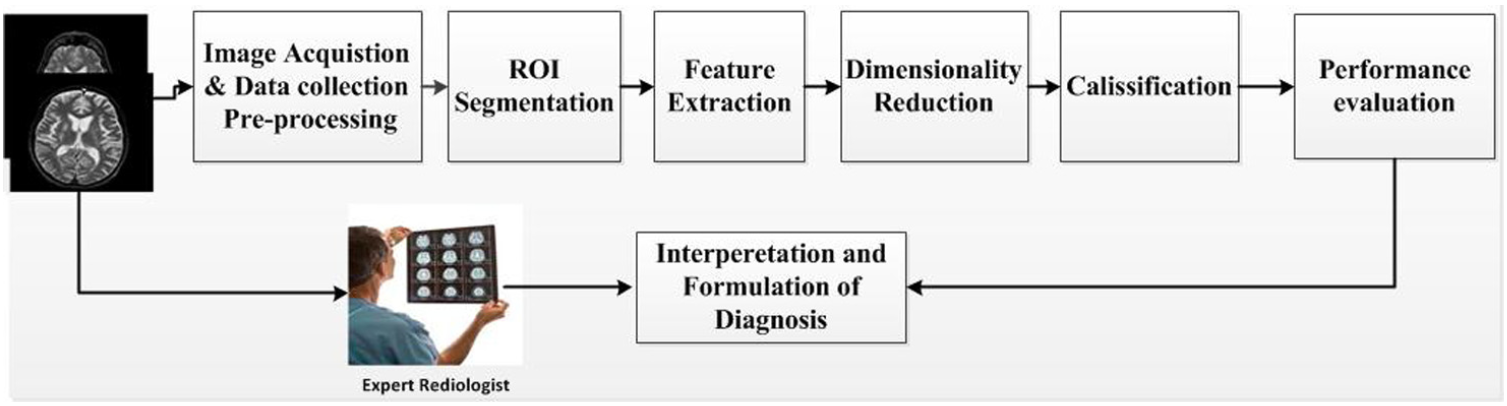 Image Acquistion
& Data collection
Pre-processing
ROI
Segmentation
Feature
Extraction
Dimensionality
Reduction
Calissification
Performance
evaluation
Interperetation and
Formulation of
Diagnosis
Expert Rediologist